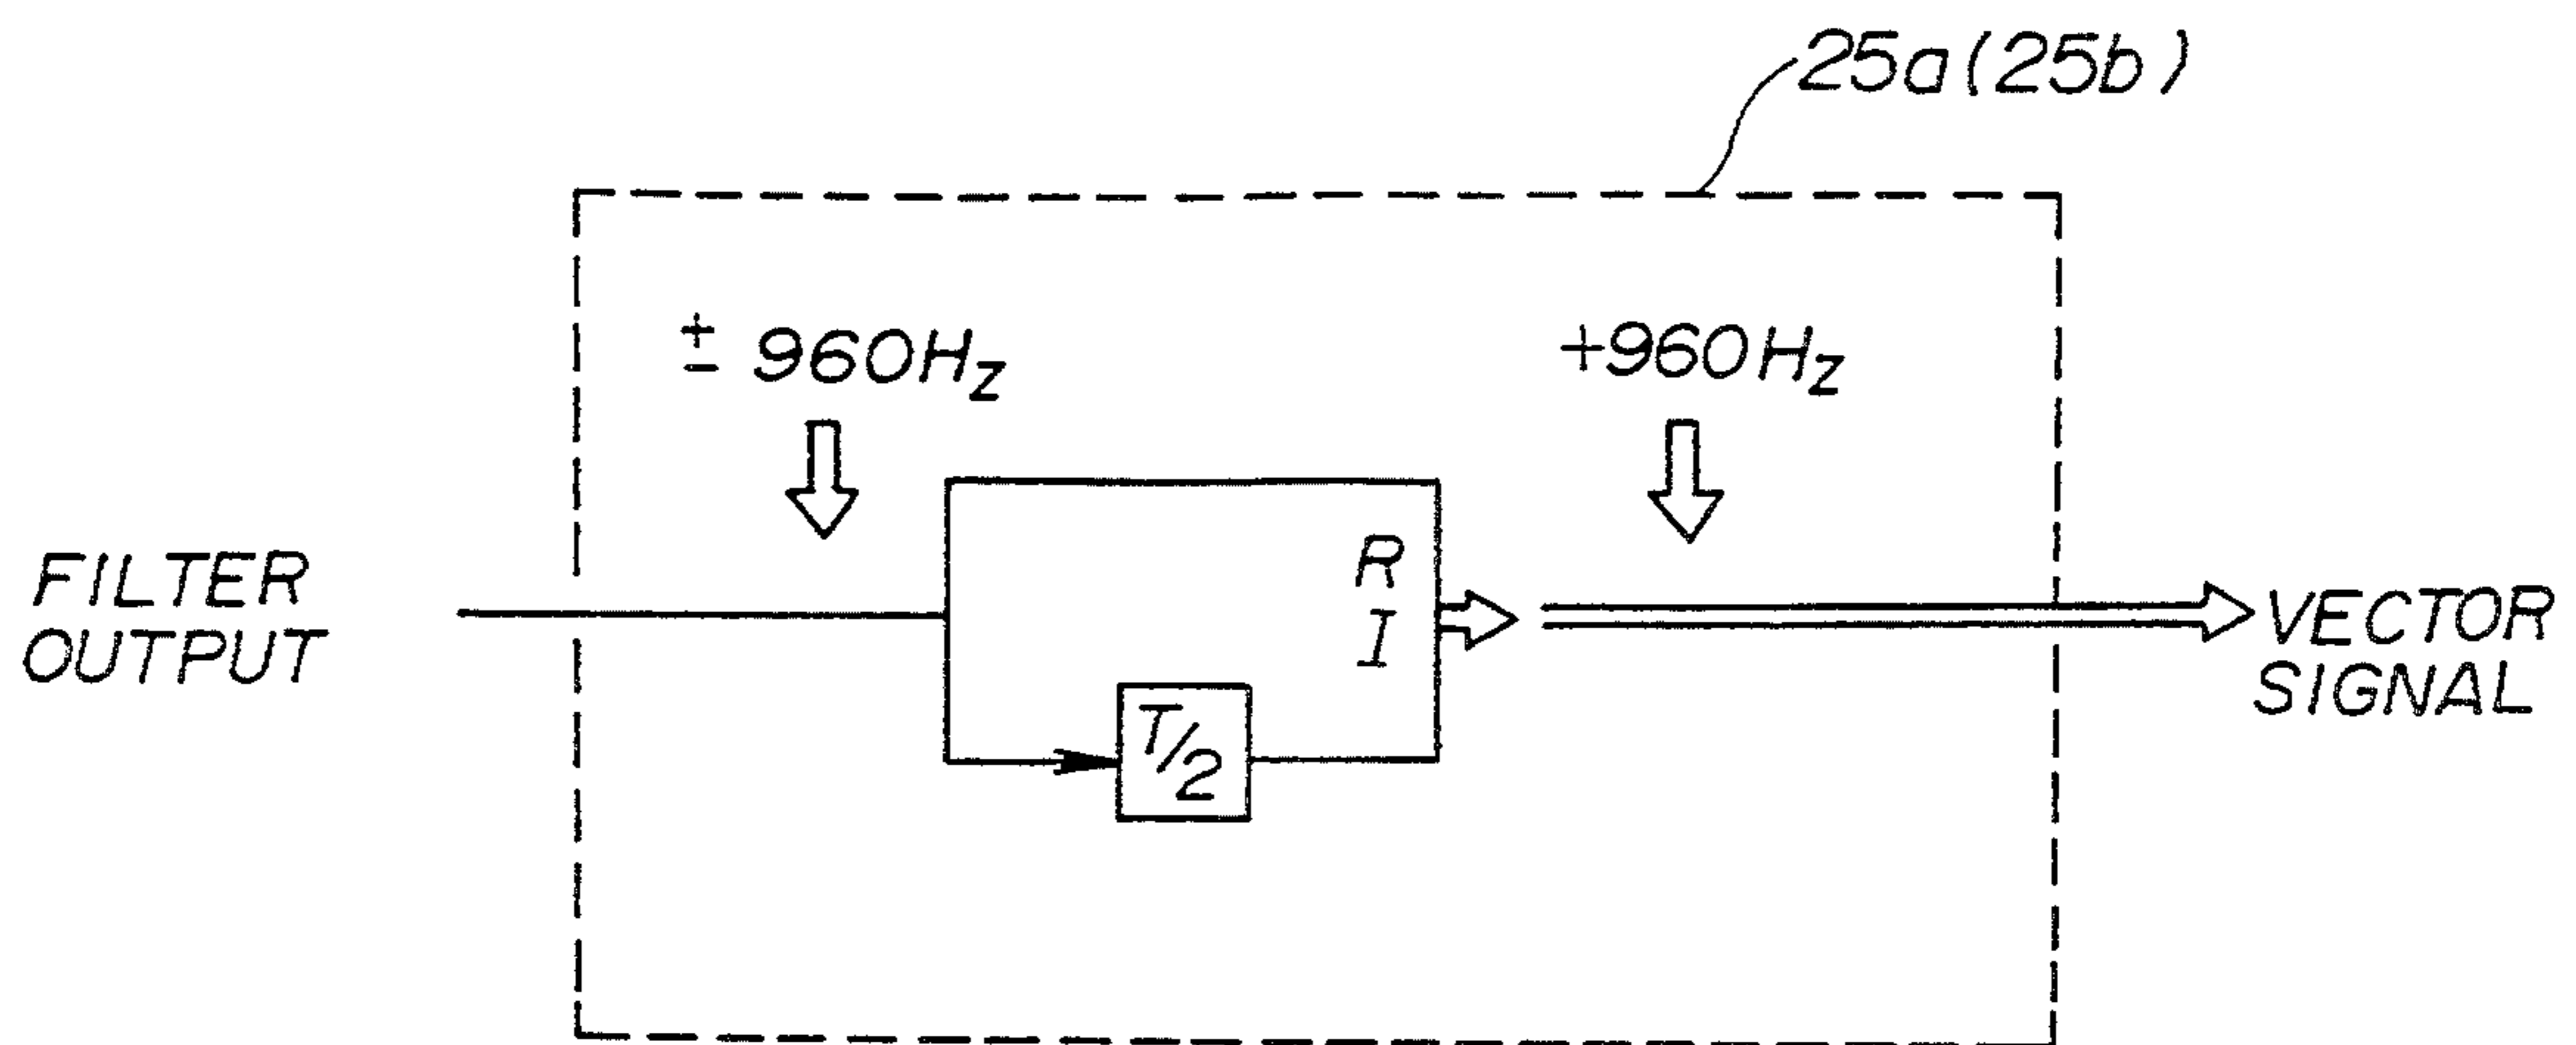 25a(25b)
± 960Hz
+960Hz
FILTER
OUTPUT
R
I
T/2
VECTOR
SIGNAL